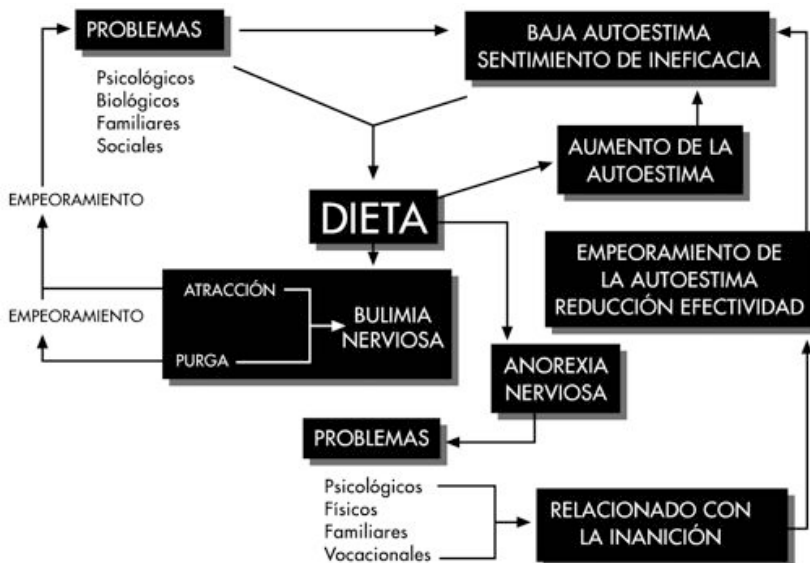 PROBLEMAS
Psicológicos
Biológicos
Familiares
Sociales
BAJA AUTOESTIMA
SENTIMIENTO DE INEFICACIA
AUMENTO DE LA
AUTOESTIMA
EMPEORAMIENTO
DIETA
EMPEORAMIENTO DE
LA AUTOESTIMA
REDUCCIÓN EFECTIVIDAD
ATRACCIÓN
EMPEORAMIENTO
BULIMIA
NERVIOSA
PURGA
ANOREXIA
NERVIOSA
PROBLEMAS
Psicológicos
Físicos
Familiares
Vocacionales
RELACIONADO CON
LA INANICIÓN